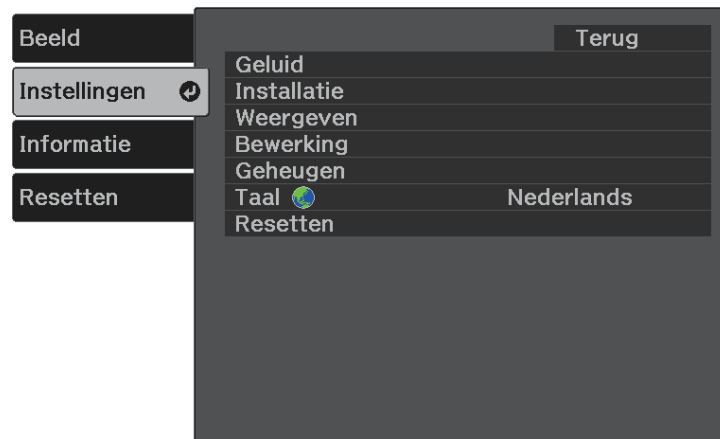 Beeld
Instellingen
Informatie
Resetten
Terug
Geluid
Installatie
Weergeven
Bewerking
Geheugen
Taal Nederlands
Resetten